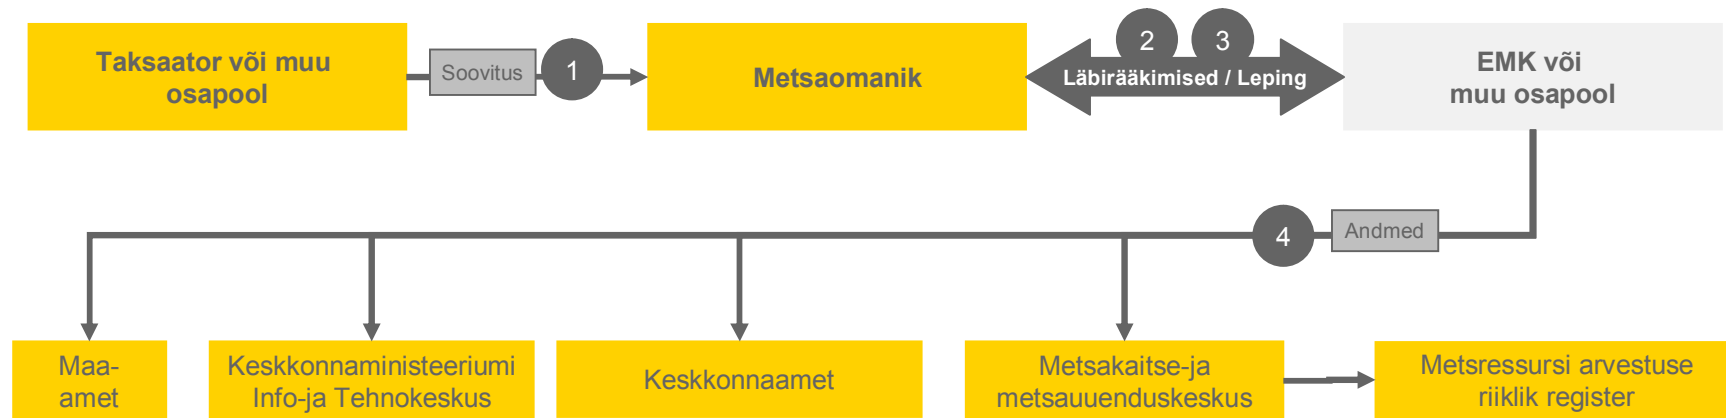 Taksaator või muu
osapool
Soovitus
1
Metsaomanik
2
3
Läbirääkimised / Leping
EMK või
muu osapool
4
Andmed
Maa-
amet
Keskkonnaministeeriumi
Info-ja Tehnokeskus
Keskkonnaamet
Metsakaitse-ja
metsauuenduskeskus
Metsressursi arvestuse
riiklik register